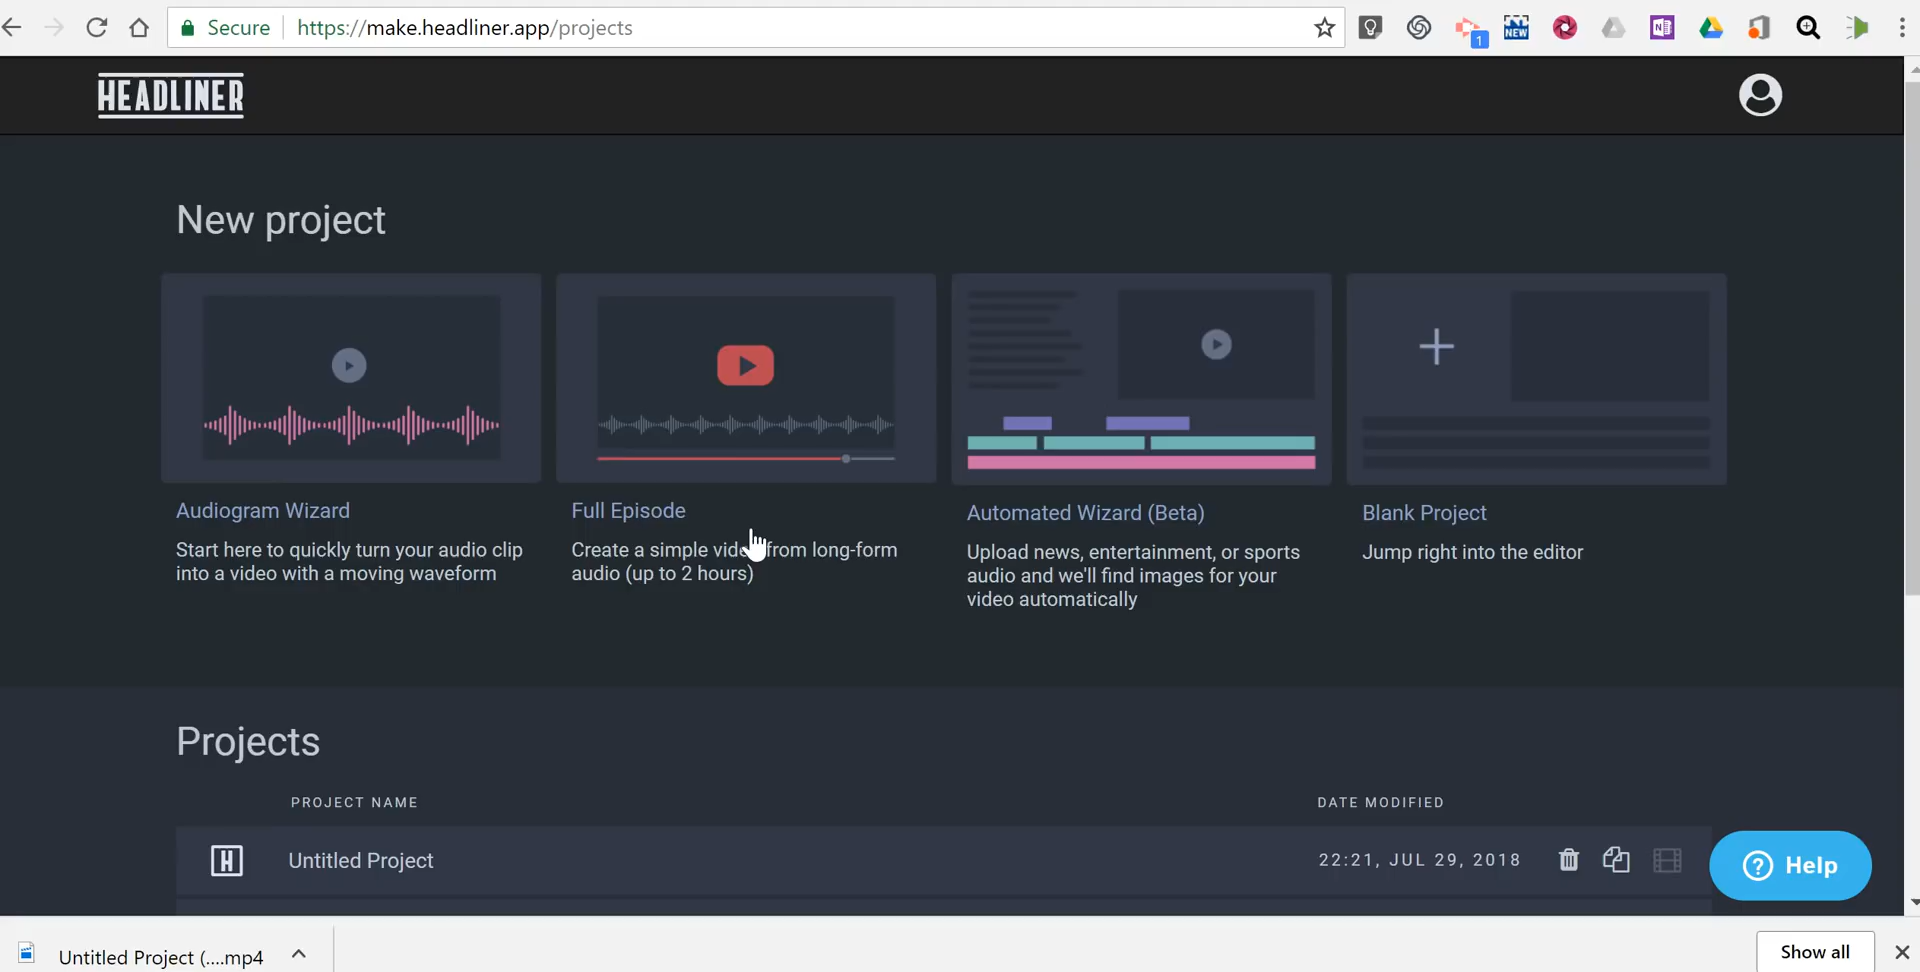 Secure https://make.headliner.app/projects
1
NEW
N
HEADLINER
New project
Audiogram Wizard
Start here to quickly turn your audio clip
into a video with a moving waveform
Full Episode
Create a simple from long-form
audio (up to 2 hours)
Automated Wizard (Beta)
Upload news, entertainment, or sports
audio and we'll find images for your
video automatically
Blank Project
Jump right into the editor
Projects
PROJECT NAME DATE MODIFIED
H Untitled Project 22:21, JUL 29, 2018
? Help
Untitled Project (....mp4
Show all